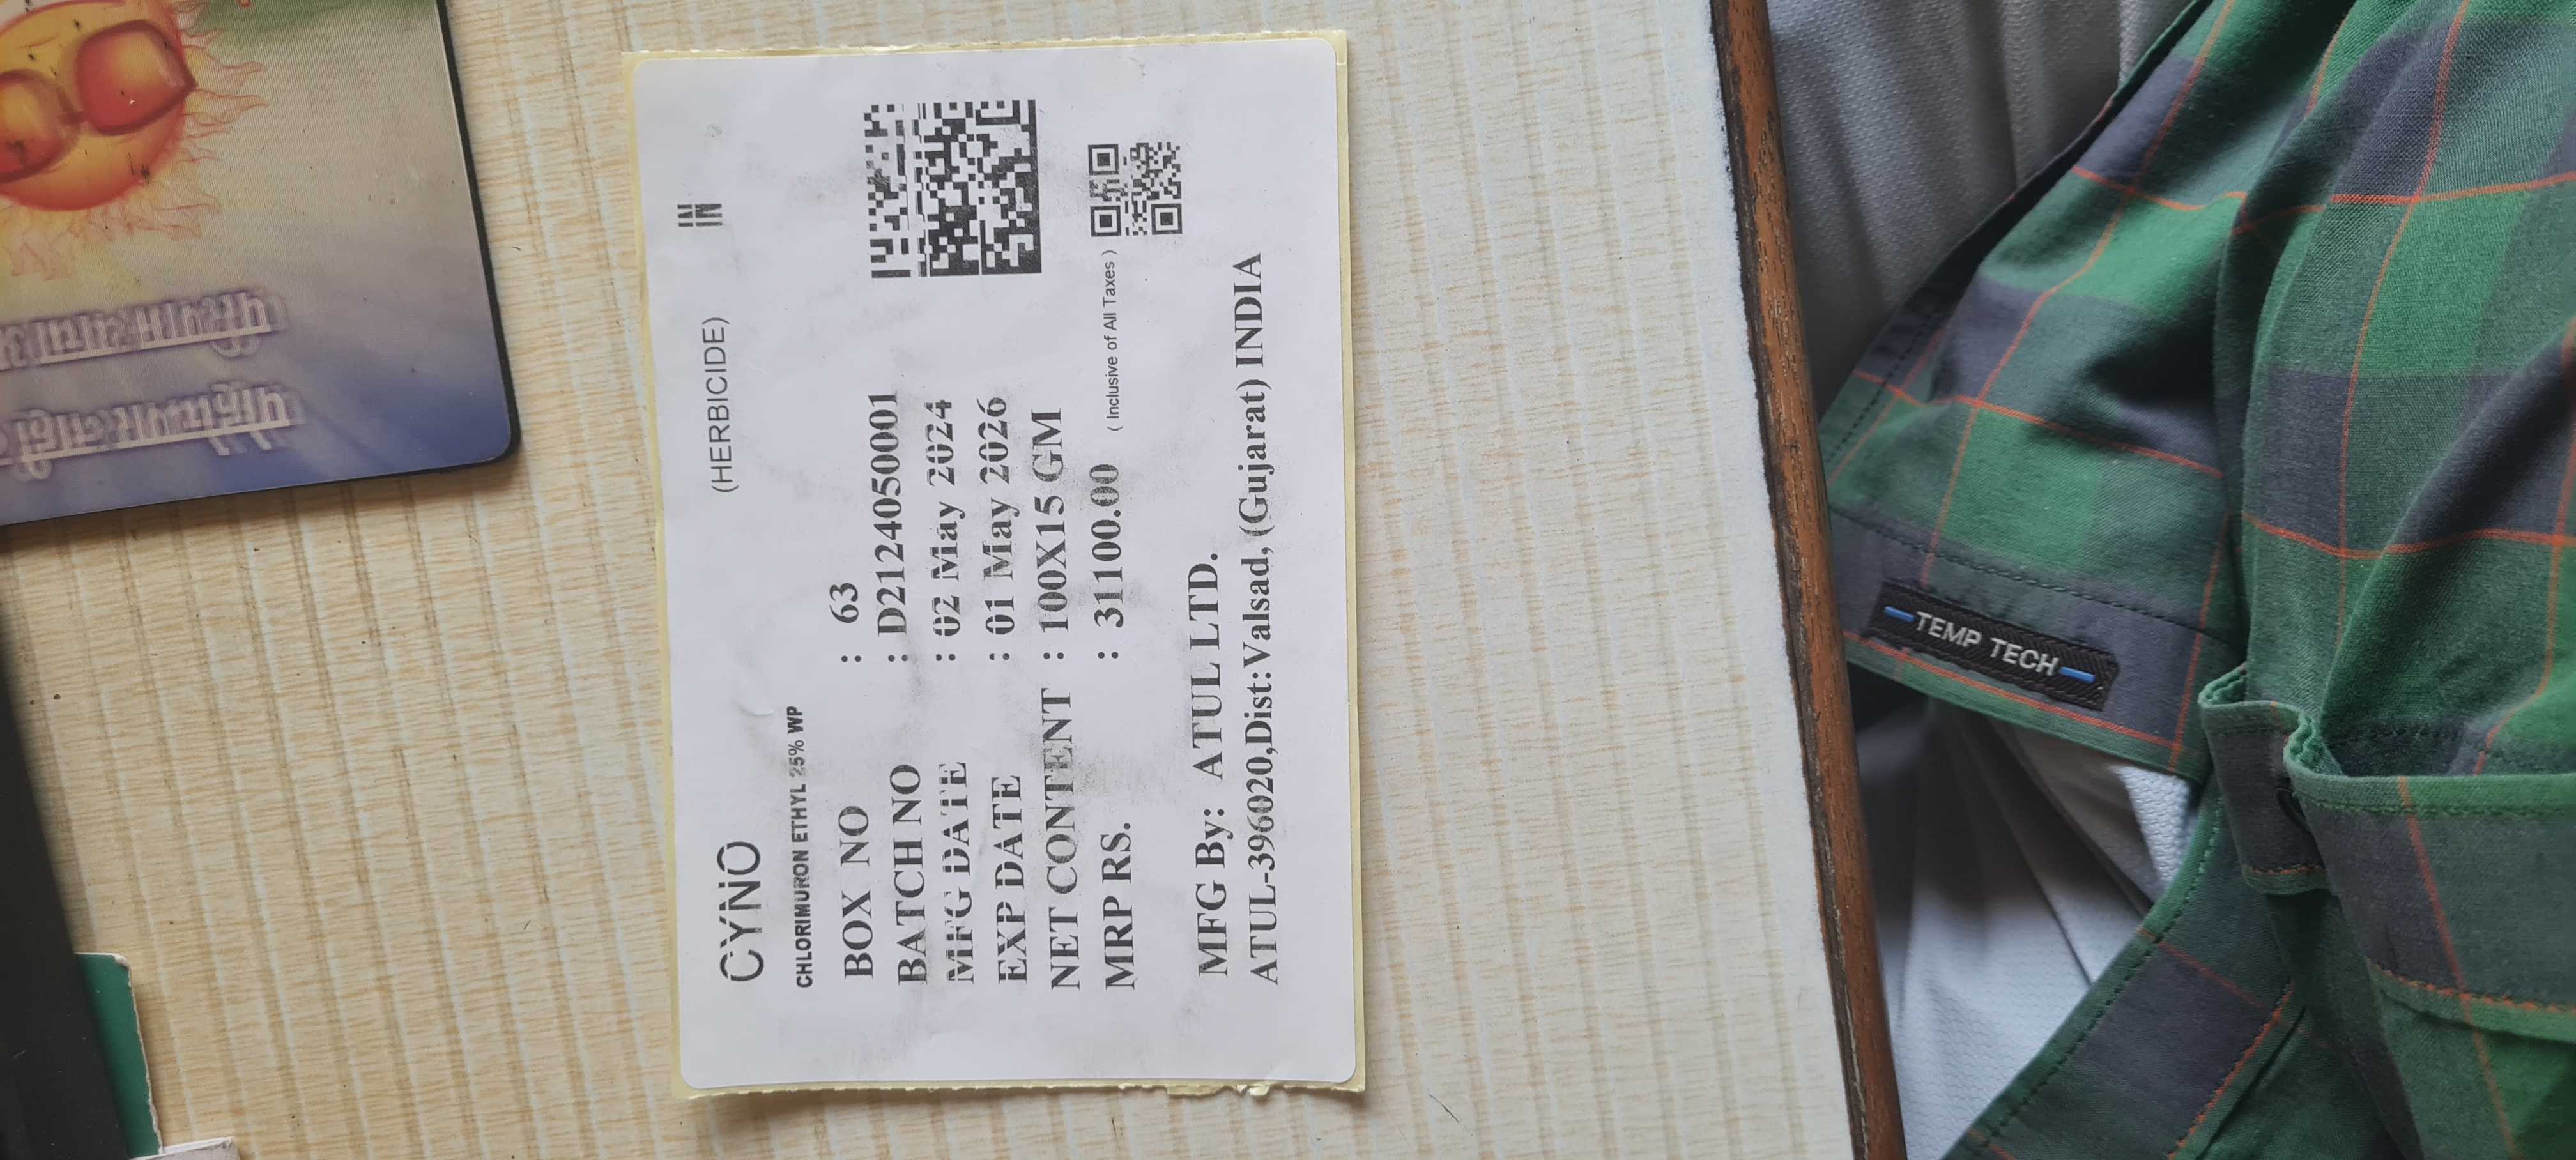 CYNO (HERBICIDE) IN
CHLORIMURON ETHYL 25% WP
BOX NO : 63
BATCH NO : D2124050001
MFG DATE : 02 May 2024
EXP DATE : 01 May 2026
NET CONTENT : 100X15 GM
MRP RS. : 31100.00 ( Inclusive of All Taxes )
MFG By: ATUL LTD.
ATUL-396020,Dist:Valsad, (Gujarat) INDIA
TEMP TECH